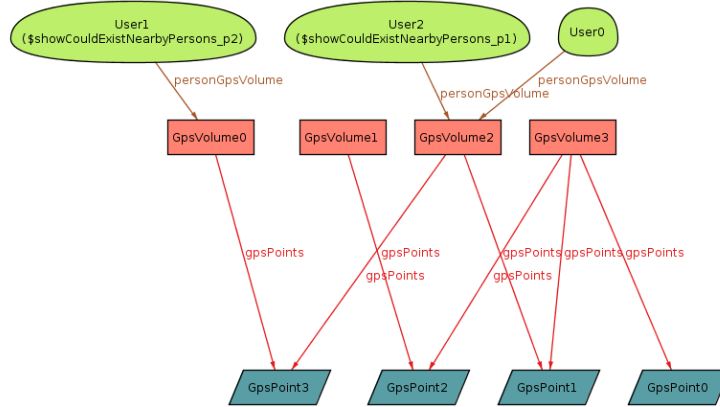 User1
($showCouldExistNearbyPersons_p2)
User2
($showCouldExistNearbyPersons_p1)
User0
personGpsVolume
personGpsVolume
personGpsVolume
GpsVolume0
GpsVolume1
GpsVolume2
GpsVolume3
gpsPoints
gpsPoints
gpsPoints
gpsPoints
gpsPoints
gpsPoints
gpsPoints
GpsPoint3
GpsPoint2
GpsPoint1
GpsPoint0